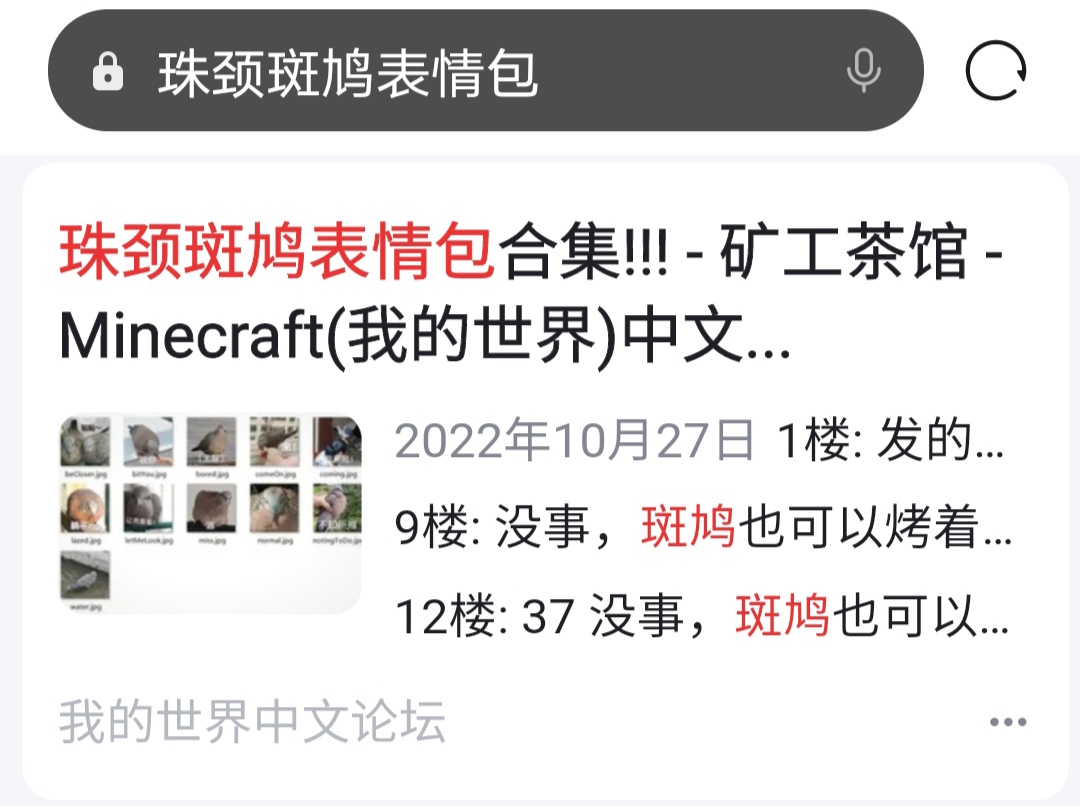 珠颈斑鸠表情包
珠颈斑鸠表情包合集!!! - 矿工茶馆 -
Minecraft(我的世界)中文...
2022年10月27日 1楼: 发的...
9楼: 没事，斑鸠也可以烤着...
12楼: 37 没事，斑鸠也可以...
beCloser.jpg bitYou.jpg bored.jpg comeOn.jpg coming.jpg
lazed.jpg letMeLook.jpg miss.jpg normal.jpg notingToDo.jp
water.jpg
我的世界中文论坛